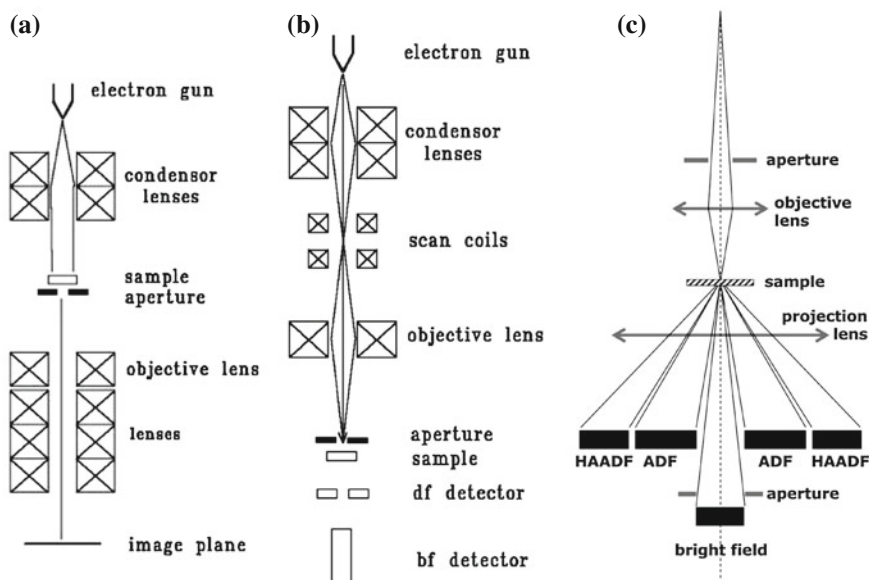 (a)
electron gun
condensor
lenses
sample
aperture
objective lens
lenses
image plane
(b)
electron gun
condensor
lenses
scan coils
objective lens
aperture
sample
df detector
bf detector
(c)
aperture
objective
lens
sample
projection
lens
HAADF ADF ADF HAADF
aperture
bright field